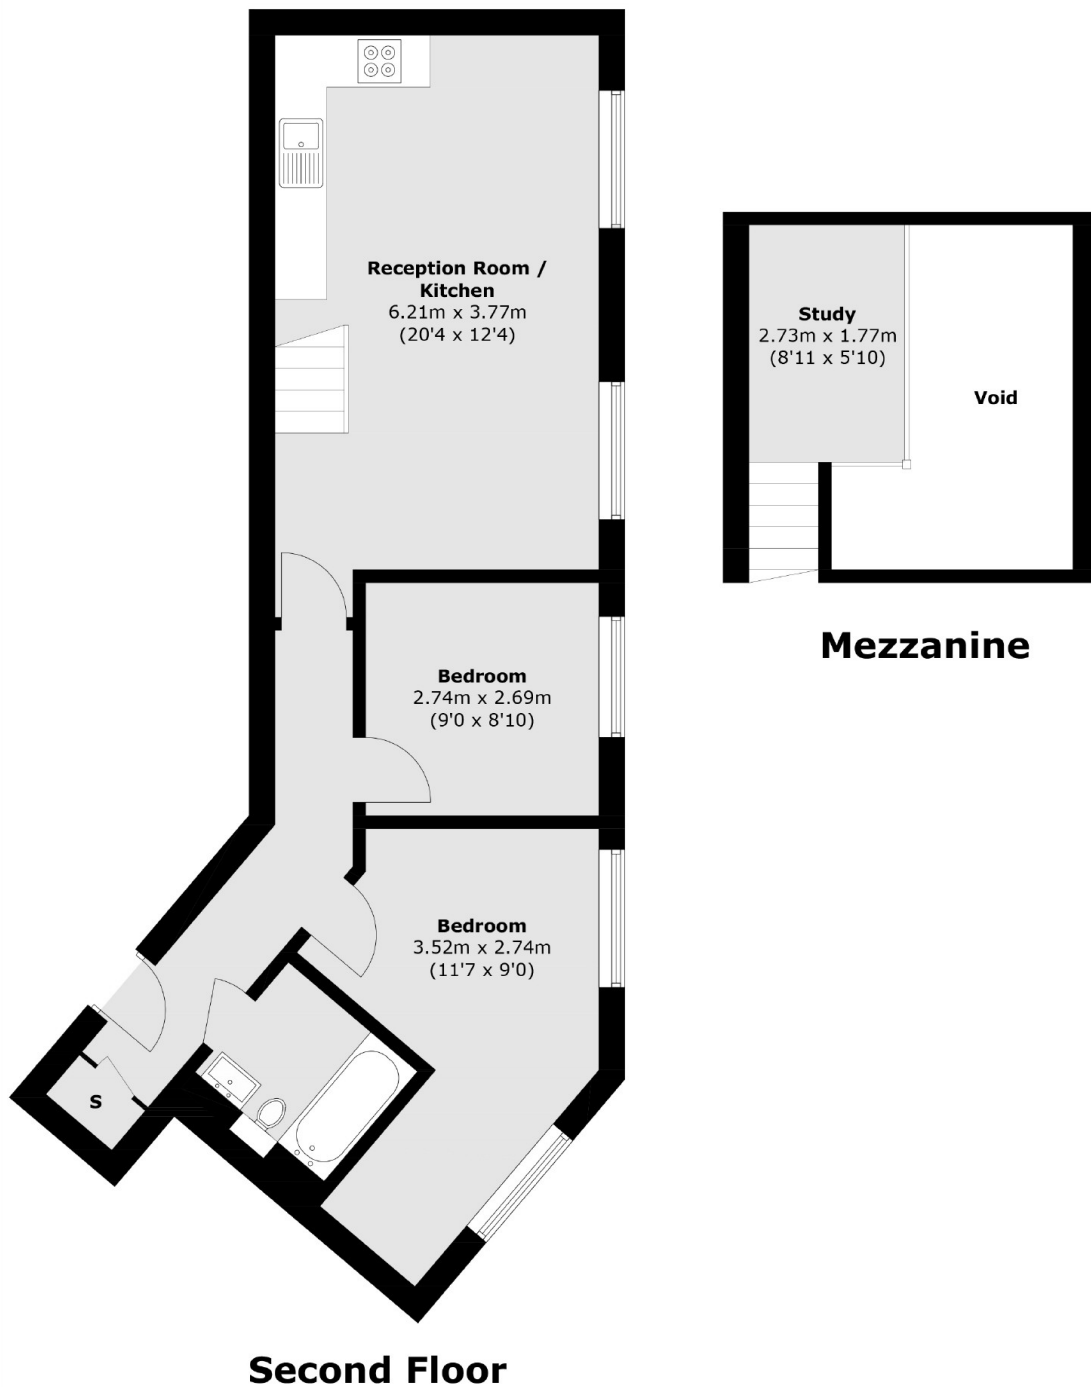 Reception Room /
Kitchen
6.21m x 3.77m
(20'4 x 12'4)
Study
2.73m x 1.77m
(8'11 x 5'10)
Void
Mezzanine
Bedroom
2.74m x 2.69m
(9'0 x 8'10)
Bedroom
3.52m x 2.74m
(11'7 x 9'0)
S
Second Floor